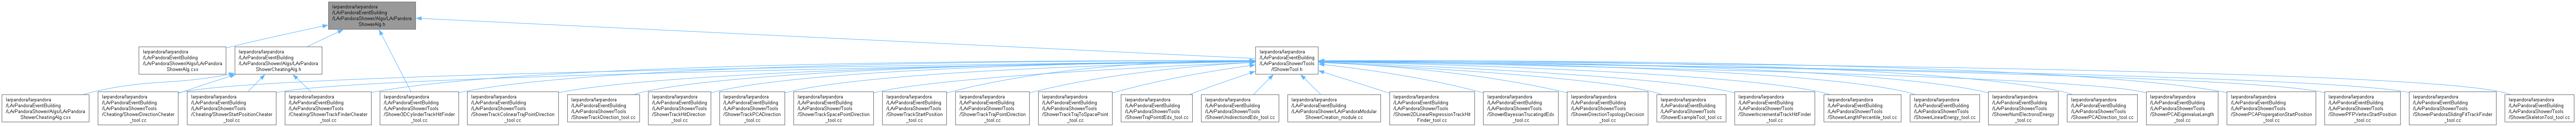 larpandora/larpandora
/LArPandoraEventBuilding
/LArPandoraShower/Algs/LArPandora
ShowerAlg.h
larpandora/larpandora
/LArPandoraEventBuilding
/LArPandoraShower/Algs/LArPandora
ShowerAlg.cxx
larpandora/larpandora
/LArPandoraEventBuilding
/LArPandoraShower/Algs/LArPandora
ShowerCheatingAlg.h
larpandora/larpandora
/LArPandoraEventBuilding
/LArPandoraShower/Tools
/IShowerTool.h
larpandora/larpandora
/LArPandoraEventBuilding
/LArPandoraShower/Algs/LArPandora
ShowerCheatingAlg.cxx
larpandora/larpandora
/LArPandoraEventBuilding
/LArPandoraShowerTools
/Cheating/ShowerDirectionCheater
_tool.cc
larpandora/larpandora
/LArPandoraEventBuilding
/LArPandoraShowerTools
/Cheating/ShowerStartPositionCheater
_tool.cc
larpandora/larpandora
/LArPandoraEventBuilding
/LArPandoraShowerTools
/Cheating/ShowerTrackFinderCheater
_tool.cc
larpandora/larpandora
/LArPandoraEventBuilding
/LArPandoraShowerTools
/Shower3DCylinderTrackHitFinder
_tool.cc
larpandora/larpandora
/LArPandoraEventBuilding
/LArPandoraShowerTools
/ShowerTrackColinearTrajPointDirection
_tool.cc
larpandora/larpandora
/LArPandoraEventBuilding
/LArPandoraShowerTools
/ShowerTrackDirection_tool.cc
larpandora/larpandora
/LArPandoraEventBuilding
/LArPandoraShowerTools
/ShowerTrackHitDirection
_tool.cc
larpandora/larpandora
/LArPandoraEventBuilding
/LArPandoraShowerTools
/ShowerTrackPCADirection
_tool.cc
larpandora/larpandora
/LArPandoraEventBuilding
/LArPandoraShowerTools
/ShowerTrackSpacePointDirection
_tool.cc
larpandora/larpandora
/LArPandoraEventBuilding
/LArPandoraShowerTools
/ShowerTrackStartPosition
_tool.cc
larpandora/larpandora
/LArPandoraEventBuilding
/LArPandoraShowerTools
/ShowerTrackTrajPointDirection
_tool.cc
larpandora/larpandora
/LArPandoraEventBuilding
/LArPandoraShowerTools
/ShowerTrackTrajToSpacePoint
_tool.cc
larpandora/larpandora
/LArPandoraEventBuilding
/LArPandoraShowerTools
/ShowerTrajPointdEdx_tool.cc
larpandora/larpandora
/LArPandoraEventBuilding
/LArPandoraShowerTools
/ShowerUnidirectiondEdx_tool.cc
larpandora/larpandora
/LArPandoraEventBuilding
/LArPandoraShower/LArPandoraModular
ShowerCreation_module.cc
larpandora/larpandora
/LArPandoraEventBuilding
/LArPandoraShowerTools
/Shower2DLinearRegressionTrackHit
Finder_tool.cc
larpandora/larpandora
/LArPandoraEventBuilding
/LArPandoraShowerTools
/ShowerBayesianTrucatingdEdx
_tool.cc
larpandora/larpandora
/LArPandoraEventBuilding
/LArPandoraShowerTools
/ShowerDirectionTopologyDecision
_tool.cc
larpandora/larpandora
/LArPandoraEventBuilding
/LArPandoraShowerTools
/ShowerExampleTool_tool.cc
larpandora/larpandora
/LArPandoraEventBuilding
/LArPandoraShowerTools
/ShowerIncrementalTrackHitFinder
_tool.cc
larpandora/larpandora
/LArPandoraEventBuilding
/LArPandoraShowerTools
/ShowerLengthPercentile_tool.cc
larpandora/larpandora
/LArPandoraEventBuilding
/LArPandoraShowerTools
/ShowerLinearEnergy_tool.cc
larpandora/larpandora
/LArPandoraEventBuilding
/LArPandoraShowerTools
/ShowerNumElectronsEnergy
_tool.cc
larpandora/larpandora
/LArPandoraEventBuilding
/LArPandoraShowerTools
/ShowerPCADirection_tool.cc
larpandora/larpandora
/LArPandoraEventBuilding
/LArPandoraShowerTools
/ShowerPCAEigenvalueLength
_tool.cc
larpandora/larpandora
/LArPandoraEventBuilding
/LArPandoraShowerTools
/ShowerPCAPropergationStartPosition
_tool.cc
larpandora/larpandora
/LArPandoraEventBuilding
/LArPandoraShowerTools
/ShowerPFPVertexStartPosition
_tool.cc
larpandora/larpandora
/LArPandoraEventBuilding
/LArPandoraShowerTools
/ShowerPandoraSlidingFitTrackFinder
_tool.cc
larpandora/larpandora
/LArPandoraEventBuilding
/LArPandoraShowerTools
/ShowerSkeletonTool_tool.cc